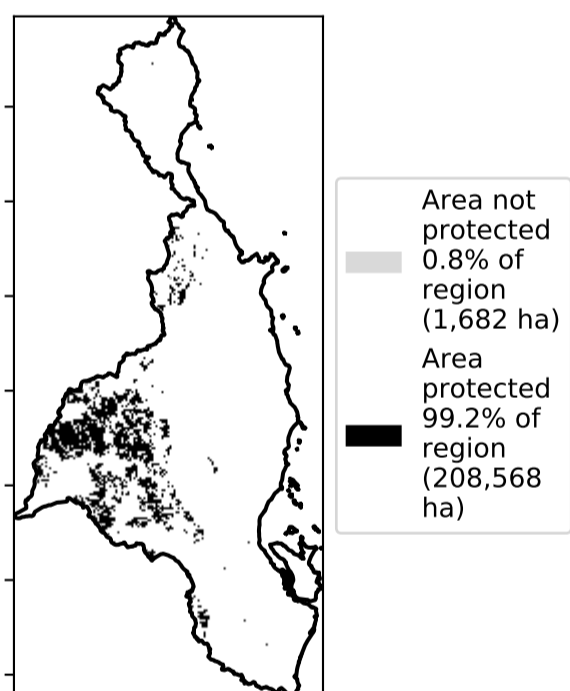 Area not
protected
0.8% of
region
(1,682 ha)
Area
protected
99.2% of
region
(208,568
ha)